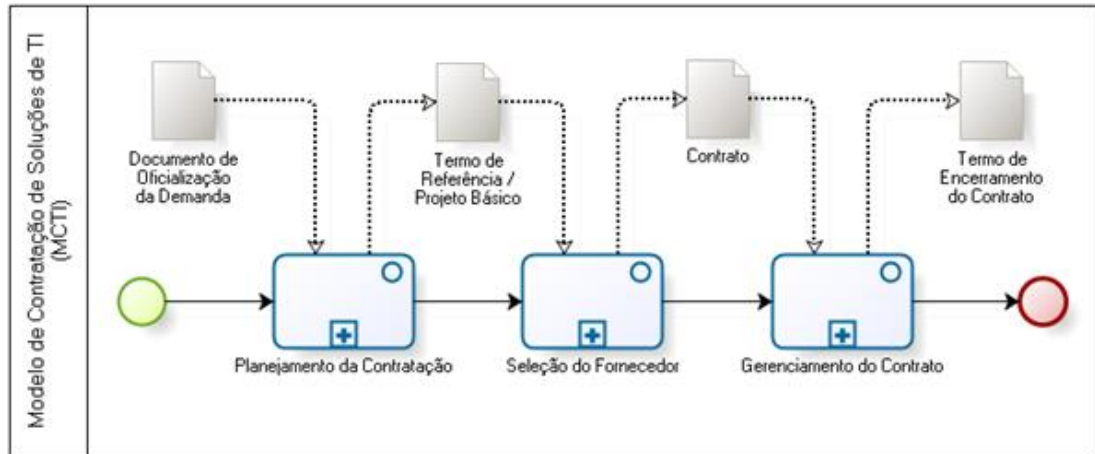 Modelo de Contratação de Soluções de TI
(MCTI)
Documento de
Oficialização
da Demanda
Termo de
Referência /
Projeto Básico
Contrato
Termo de
Encerramento
do Contrato
Planejamento da Contratação
Seleção do Fornecedor
Gerenciamento do Contrato